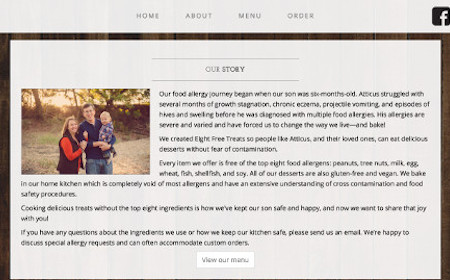 HOME ABOUT MENU ORDER
f
OUR STORY
Our food allergy journey began when our son was six-months-old. Atticus struggled with
several months of growth stagnation, chronic eczema, projectile vomiting, and episodes of
hives and swelling before he was diagnosed with multiple food allergies. His allergies are
severe and varied and have forced us to change the way we live—and bake!
We created Eight Free Treats so people like Atticus, and their loved ones, can eat delicious
desserts without fear of contamination.
Every item we offer is free of the top eight food allergens: peanuts, tree nuts, milk, egg,
wheat, fish, shellfish, and soy. All of our desserts are also gluten-free and vegan. We bake
in our home kitchen which is completely void of most allergens and have an extensive understanding of cross contamination and food
safety procedures.
Cooking delicious treats without the top eight ingredients is how we've kept our son safe and happy, and now we want to share that joy
with you!
If you have any questions about the ingredients we use or how we keep our kitchen safe, please send us an email. We're happy to
discuss special allergy requests and can often accommodate custom orders.
View our menu